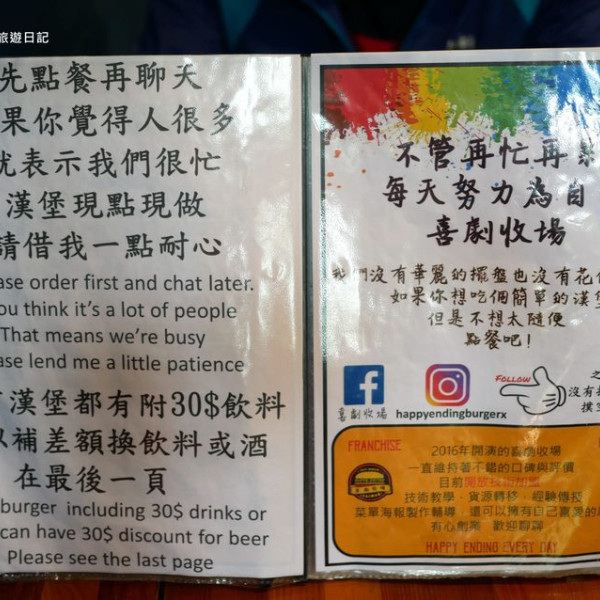 旅遊日記
先點餐再聊天
果你覺得人很多
就表示我們很忙
漢堡現點現做
請借我一點耐心
ase order first and chat later.
ou think it's a lot of people
That means we're busy
ase lend me a little patience
漢堡都有附30$飲料
以補差額換飲料或酒
在最後一頁
burger including 30$ drinks or
can have 30$ discount for beer
Please see the last page
不管再忙再累
每天努力為自
喜劇收場
我們沒有華麗的擺盤也沒有花
如果你想吃個簡單的漢堡
但是不想太隨便
點餐吧!
喜劇收場
happyendingburgerx
FOLLOW
之
沒有
撲
FRANCHISE
2016年開演的喜劇收場
一直維持著不錯的口碑與評價
目前開放技術加盟
技術教學、資源轉移、經驗傳授
菜單海報製作輔導,還可以擁有自己喜愛的
有心創業 歡迎聊聊
HAPPY ENDING EVERY DAY